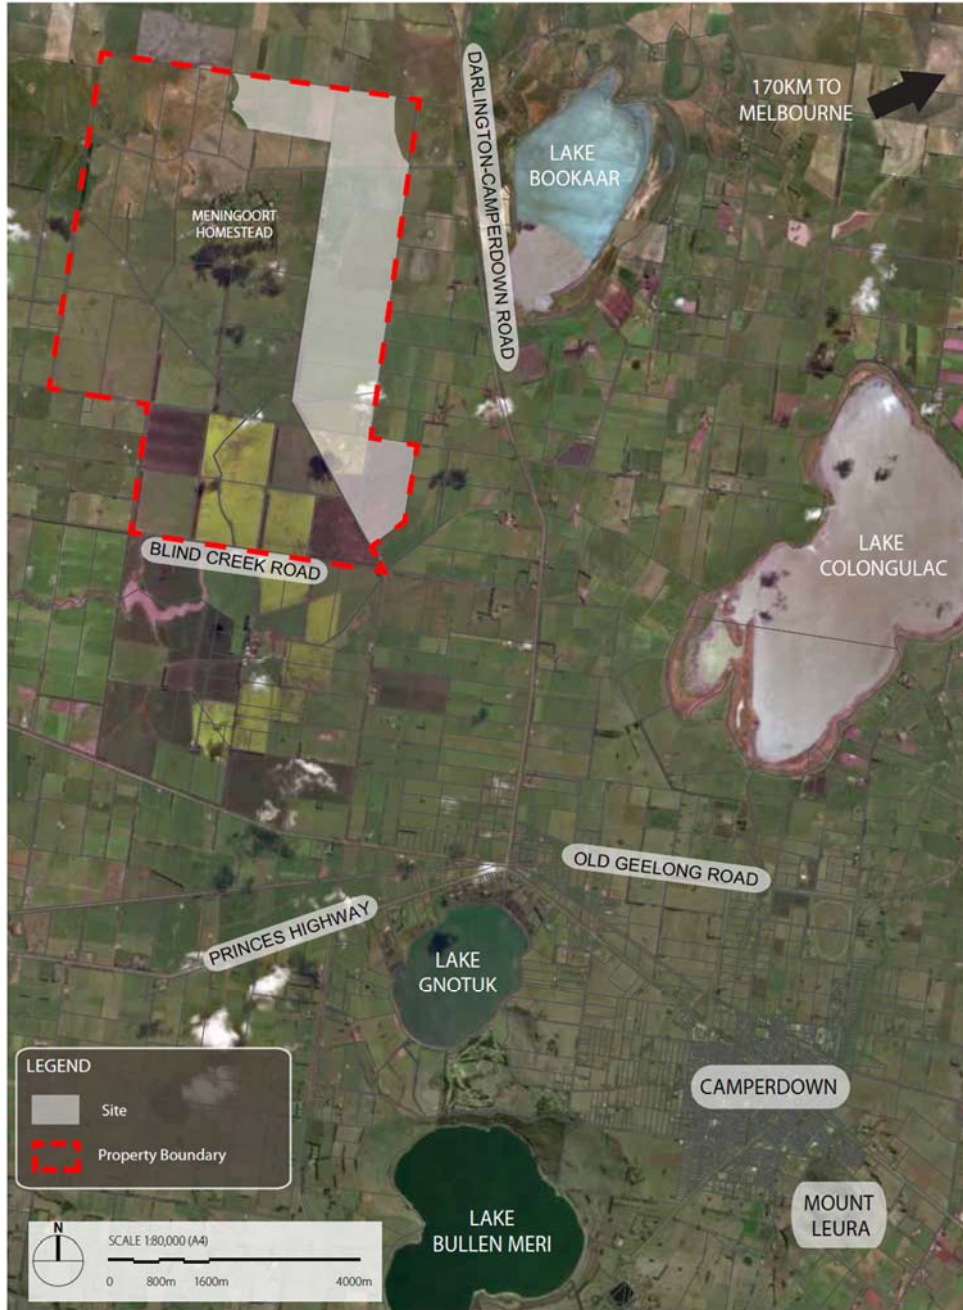 170KM TO
MELBOURNE
DARLINGTON-CAMPERDOWN ROAD
LAKE
BOOKAAR
MENINGOORT
HOMESTEAD
LAKE
COLONGULAC
BLIND CREEK ROAD
OLD GEELONG ROAD
PRINCES HIGHWAY
LAKE
GNOTUK
LEGEND
Site
Property Boundary
CAMPERDOWN
MOUNT
LEURA
LAKE
BULLEN MERI
N
SCALE 1:80,000 (A4)
0 800m 1600m 4000m